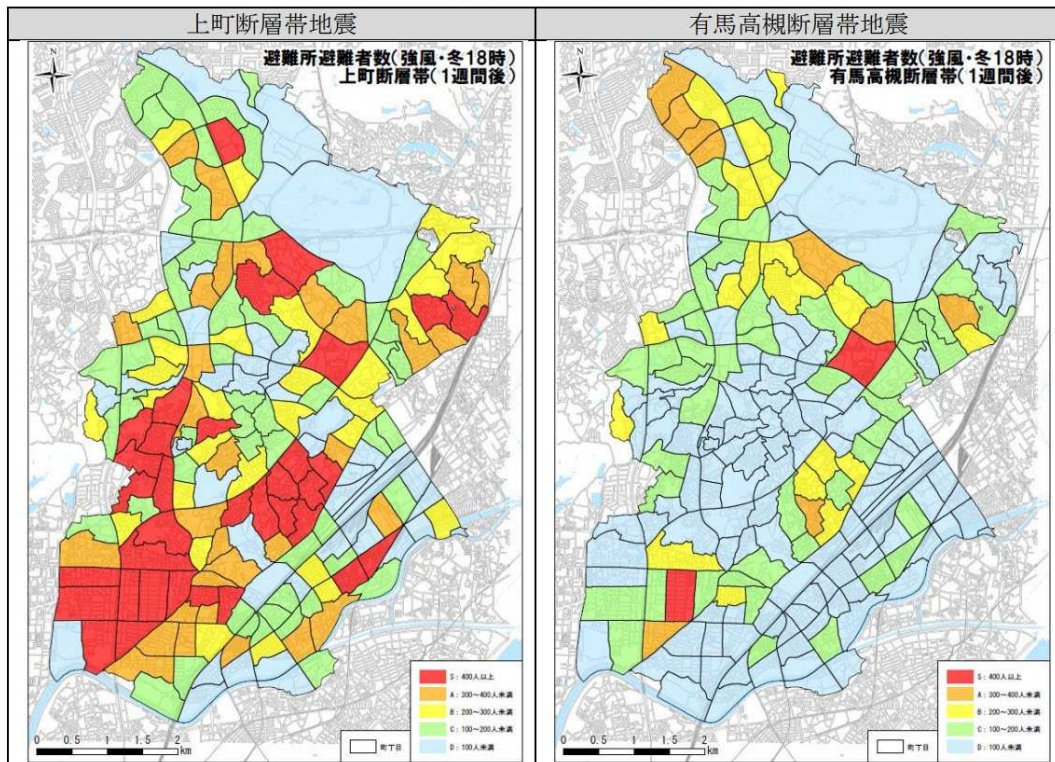 上町断層帯地震
有馬高槻断層帯地震
避難所避難者数(強風・冬18時)
上町断層帯(1週間後)
S:400人以上
A:300~400人未満
B:200~300人未満
C:100~200人未満
D:100人未満
町丁目
0 0.5 1 1.5 2
km
避難所避難者数(強風・冬18時)
有馬高槻断層帯(1週間後)
S:400人以上
A:300~400人未満
B:200~300人未満
C:100~200人未満
D:100人未満
町丁目
0 0.5 1 1.5 2
km